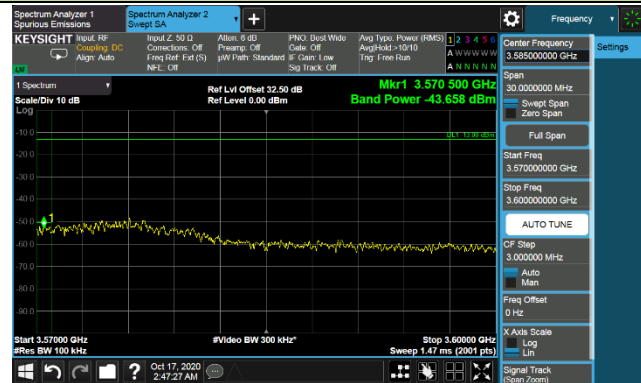 Spectrum Analyzer 1
Spurious Emissions
Spectrum Analyzer 2
Swept SA
Frequency
KEYSIGHT
Input: RF
Coupling: DC
Align: Auto
Input Z: 50 Ω
Corrections: Off
Freq Ref: Ext (S)
NFE: Off
Atten: 6 dB
Preamp: Off
µW Path: Standard
PNO: Best Wide
Gate: Off
IF Gain: Low
Sig Track: Off
Avg Type: Power (RMS)
Avg|Hold:>10/10
Trig: Free Run
1 2 3 4 5 6
A W W W W W
A N N N N N
Center Frequency
3.585000000 GHz
Settings
Span
30.0000000 MHz
Swept Span
Zero Span
Full Span
Start Freq
3.570000000 GHz
Stop Freq
3.600000000 GHz
AUTO TUNE
CF Step
3.000000 MHz
Auto
Man
Freq Offset
0 Hz
X Axis Scale
Log
Lin
Signal Track
(Span Zoom)
1 Spectrum
Scale/Div 10 dB
Log
Ref Lvl Offset 32.50 dB
Ref Level 0.00 dBm
Mkr1 3.570 500 GHz
Band Power -43.658 dBm
DL1 -13.00 dBm
-10.0
-20.0
-30.0
-40.0
-50.0
-60.0
-70.0
-80.0
-90.0
1
Start 3.57000 GHz
#Res BW 100 kHz
#Video BW 300 kHz*
Stop 3.60000 GHz
Sweep 1.47 ms (2001 pts)
?
Oct 17, 2020
2:47:27 AM